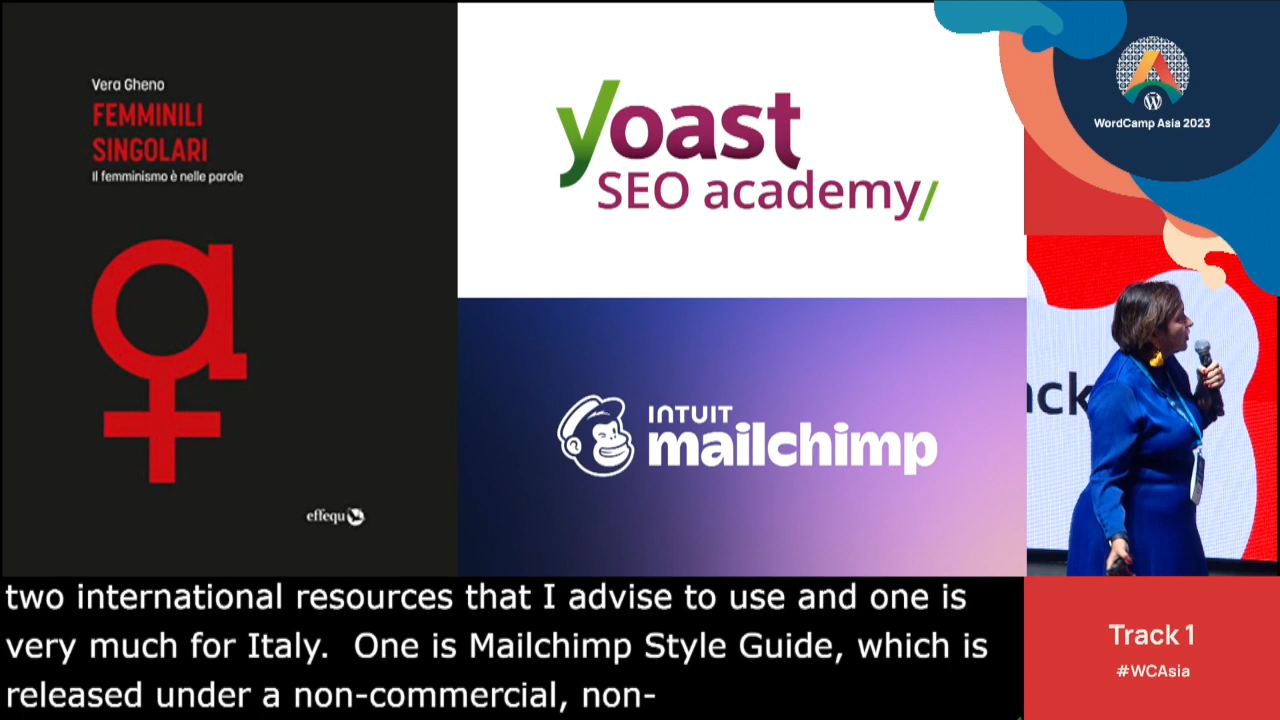 Vera Gheno
FEMMINILI
SINGOLARI
Il femminismo è nelle parole
effequ
yoast
SEO academy/
INTUIT
mailchimp
WordCamp Asia 2023
two international resources that I advise to use and one is
very much for Italy. One is Mailchimp Style Guide, which is
released under a non-commercial, non-
Track 1
#WCAsia